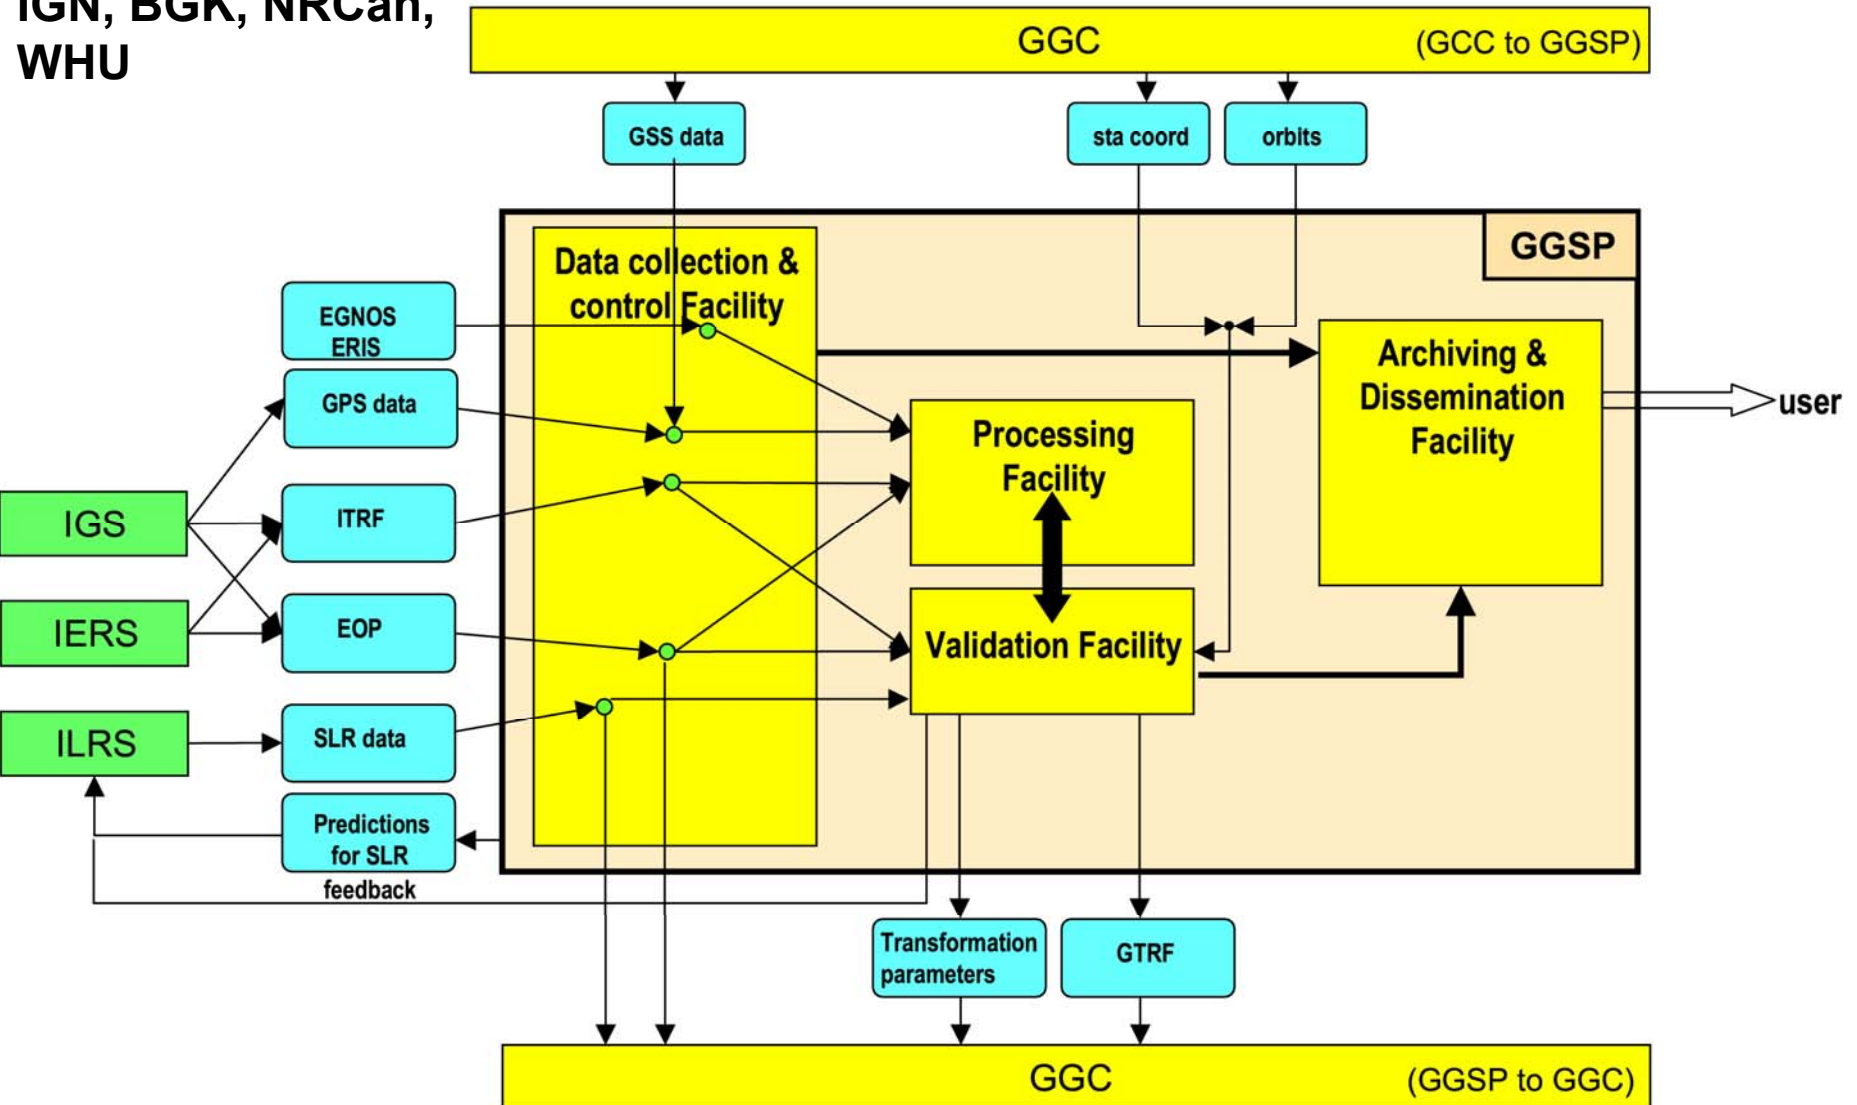 IGN, BGK, NRCan,
WHU
GGC (GCC to GGSP)
GSS data
sta coord
orbits
GGSP
Data collection &
control Facility
EGNOS
ERIS
GPS data
ITRF
EOP
SLR data
Predictions
for SLR
feedback
IGS
IERS
ILRS
Processing
Facility
Validation Facility
Archiving &
Dissemination
Facility
user
Transformation
parameters
GTRF
GGC (GGSP to GGC)